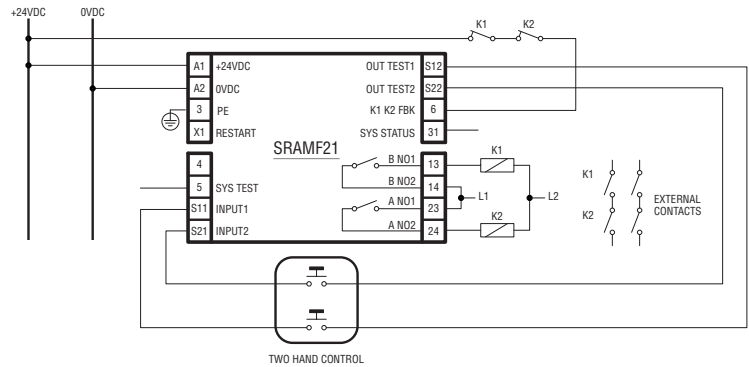 +24VDC 0VDC
K1 K2
A1 +24VDC OUT TEST1 S12
A2 0VDC OUT TEST2 S22
3 PE K1 K2 FBK 6
X1 RESTART SYS STATUS 31
SRAMF21
4 B NO1 13 K1
5 SYS TEST B NO2 14 L1 L2
S11 INPUT1 A NO1 23
S21 INPUT2 A NO2 24 K2
K1
K2
EXTERNAL
CONTACTS
TWO HAND CONTROL